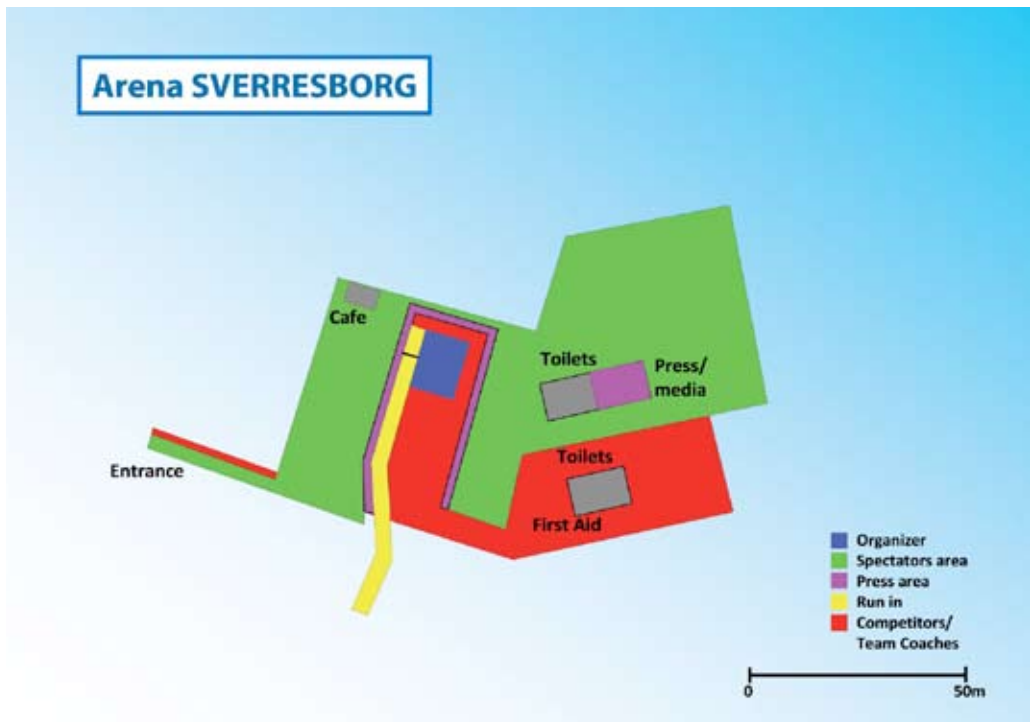 Arena SVERRESBORG
Cafe
Toilets
Press/
media
Entrance
Toilets
First Aid
Organizer
Spectators area
Press area
Run in
Competitors/
Team Coaches
0
50m